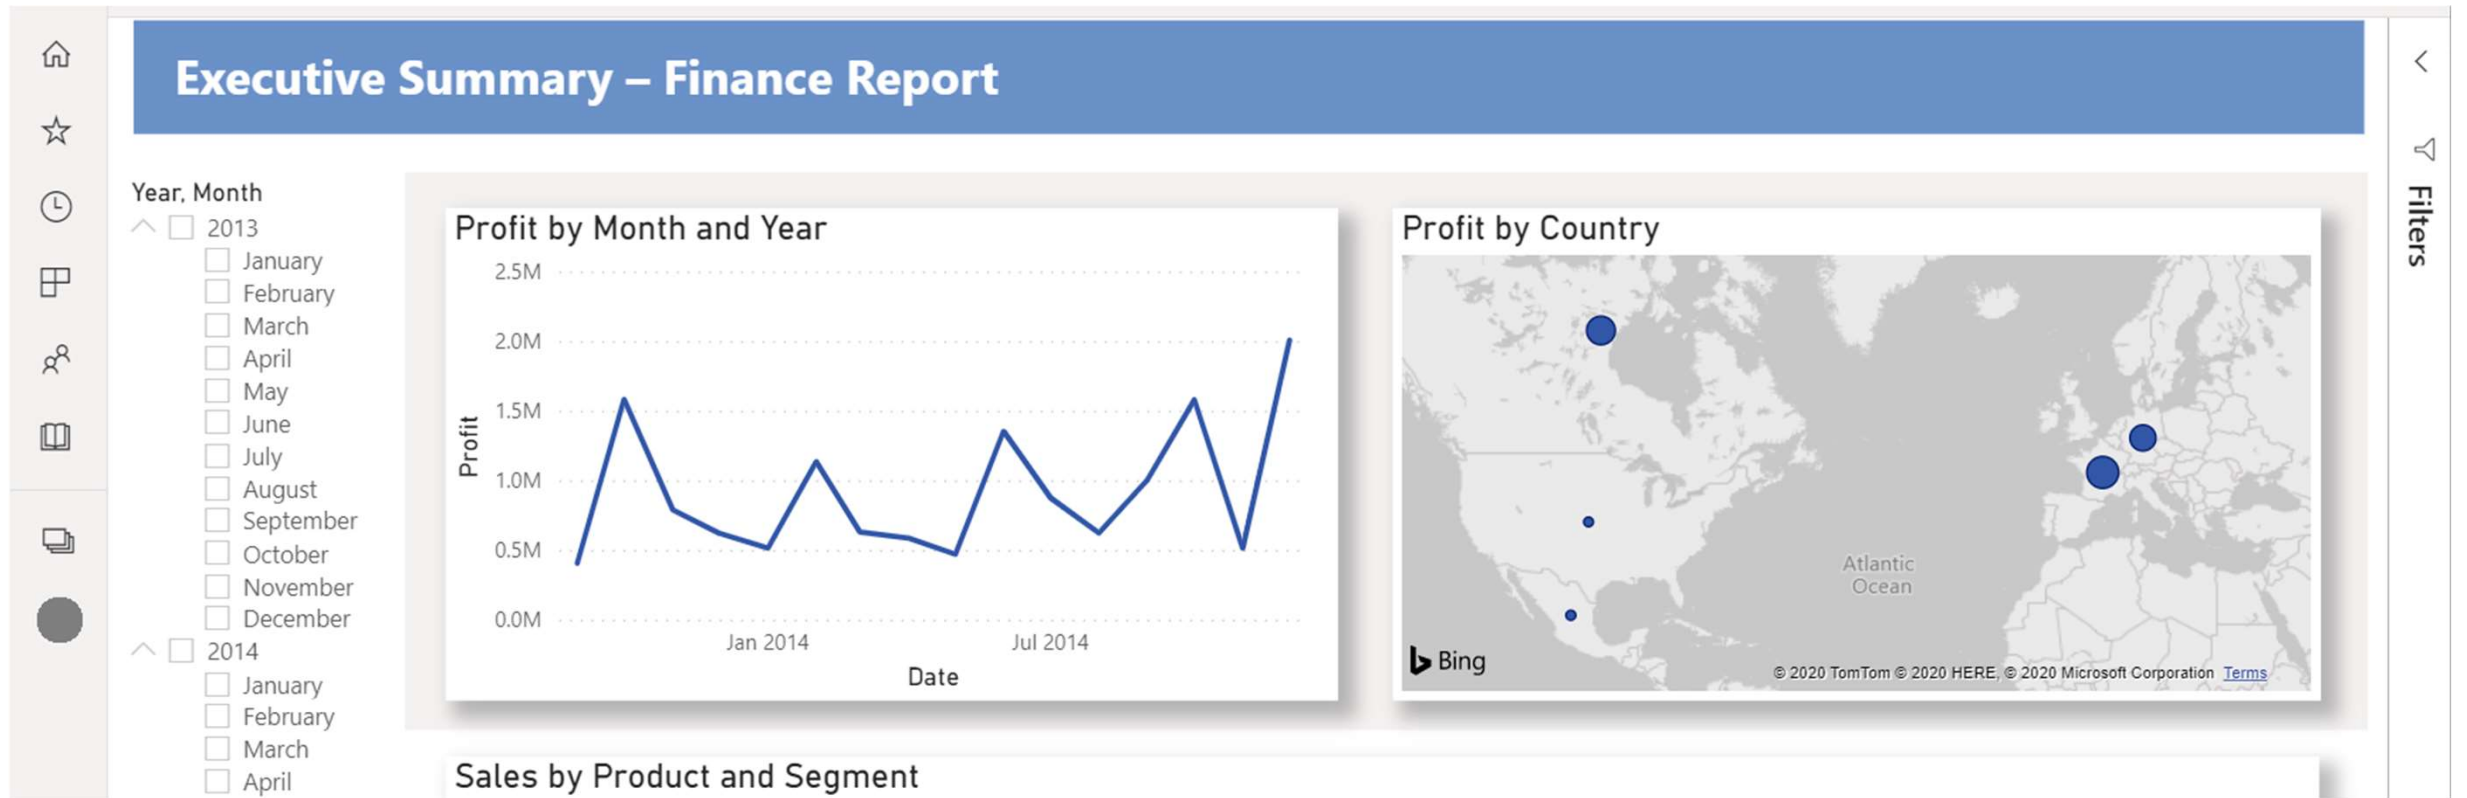 Executive Summary – Finance Report
Filters
Year, Month
2013
January
February
March
April
May
June
July
August
September
October
November
December
2014
January
February
March
April
Profit by Month and Year
2.5M
2.0M
1.5M
1.0M
0.5M
0.0M
Profit
Jan 2014 Jul 2014
Date
Profit by Country
Atlantic
Ocean
Bing
© 2020 TomTom © 2020 HERE, © 2020 Microsoft Corporation Terms
Sales by Product and Segment